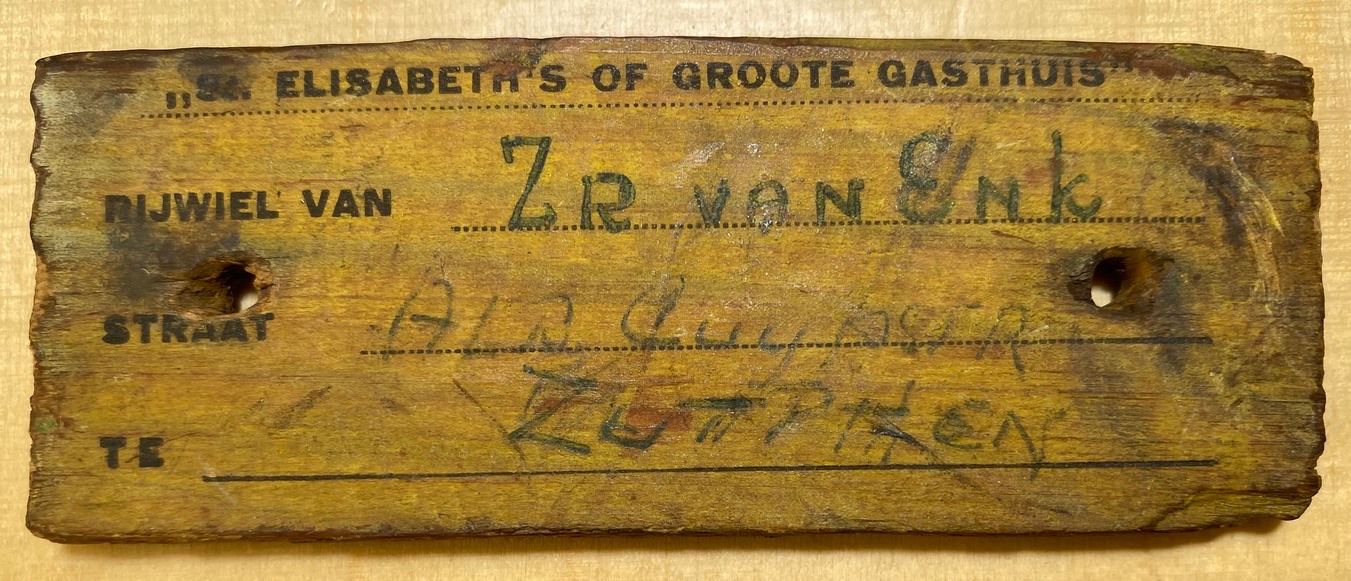 „St. ELISABETH'S OF GROOTE GASTHUIS"
RIJWIEL VAN ZR VAN ENK
STRAAT
TE ZUTPHEN